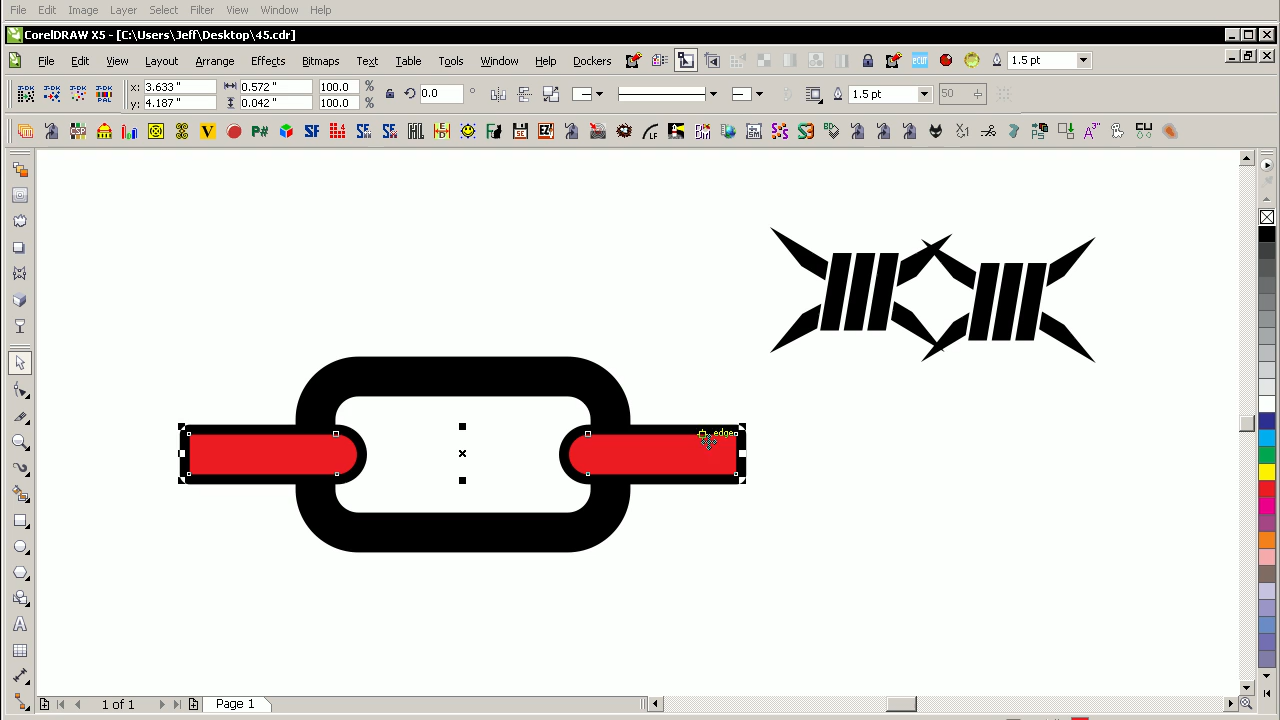 File Edit Image Layer Select Filter View Window Help
CorelDRAW X5 - [C:\Users\Jeff\Desktop\45.cdr]
File Edit View Layout Arrange Effects Bitmaps Text Table Tools Window Help Dockers 1.5 pt
x: 3.633 " 0.572 " 100.0 % 0.0 ° 1.5 pt 50
y: 4.187 " 0.042 " 100.0 %
edge
1 of 1 Page 1